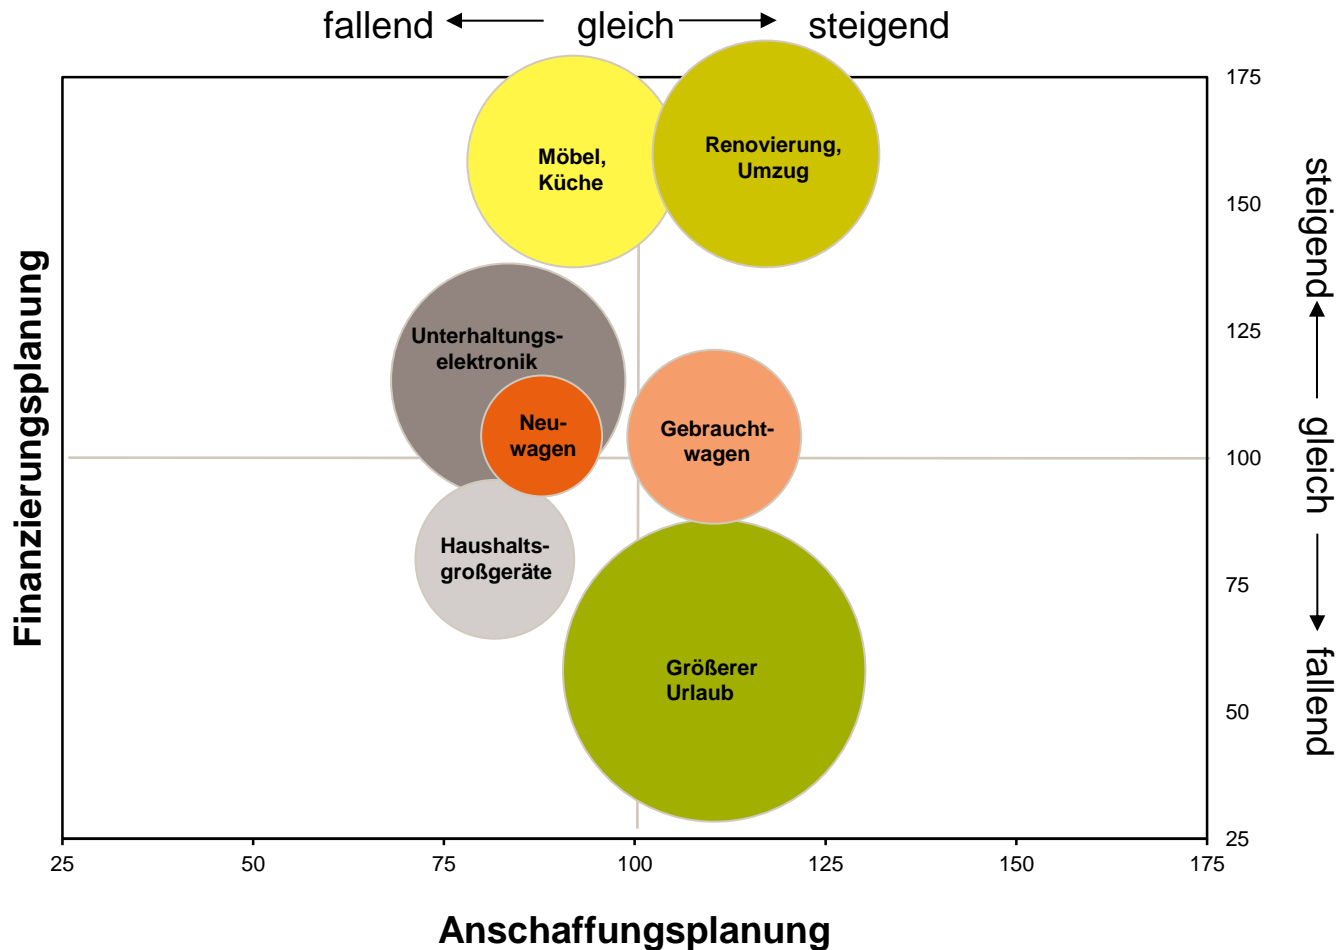 fallend gleich steigend
175
Renovierung,
Umzug
Möbel,
Küche
150
steigend
Finanzierungsplanung
125
Unterhaltungs-
elektronik
Neu-
wagen
Gebraucht-
wagen
100
gleich
Haushalts-
großgeräte
75
Größerer
Urlaub
50
fallend
25
25 50 75 100 125 150 175
Anschaffungsplanung